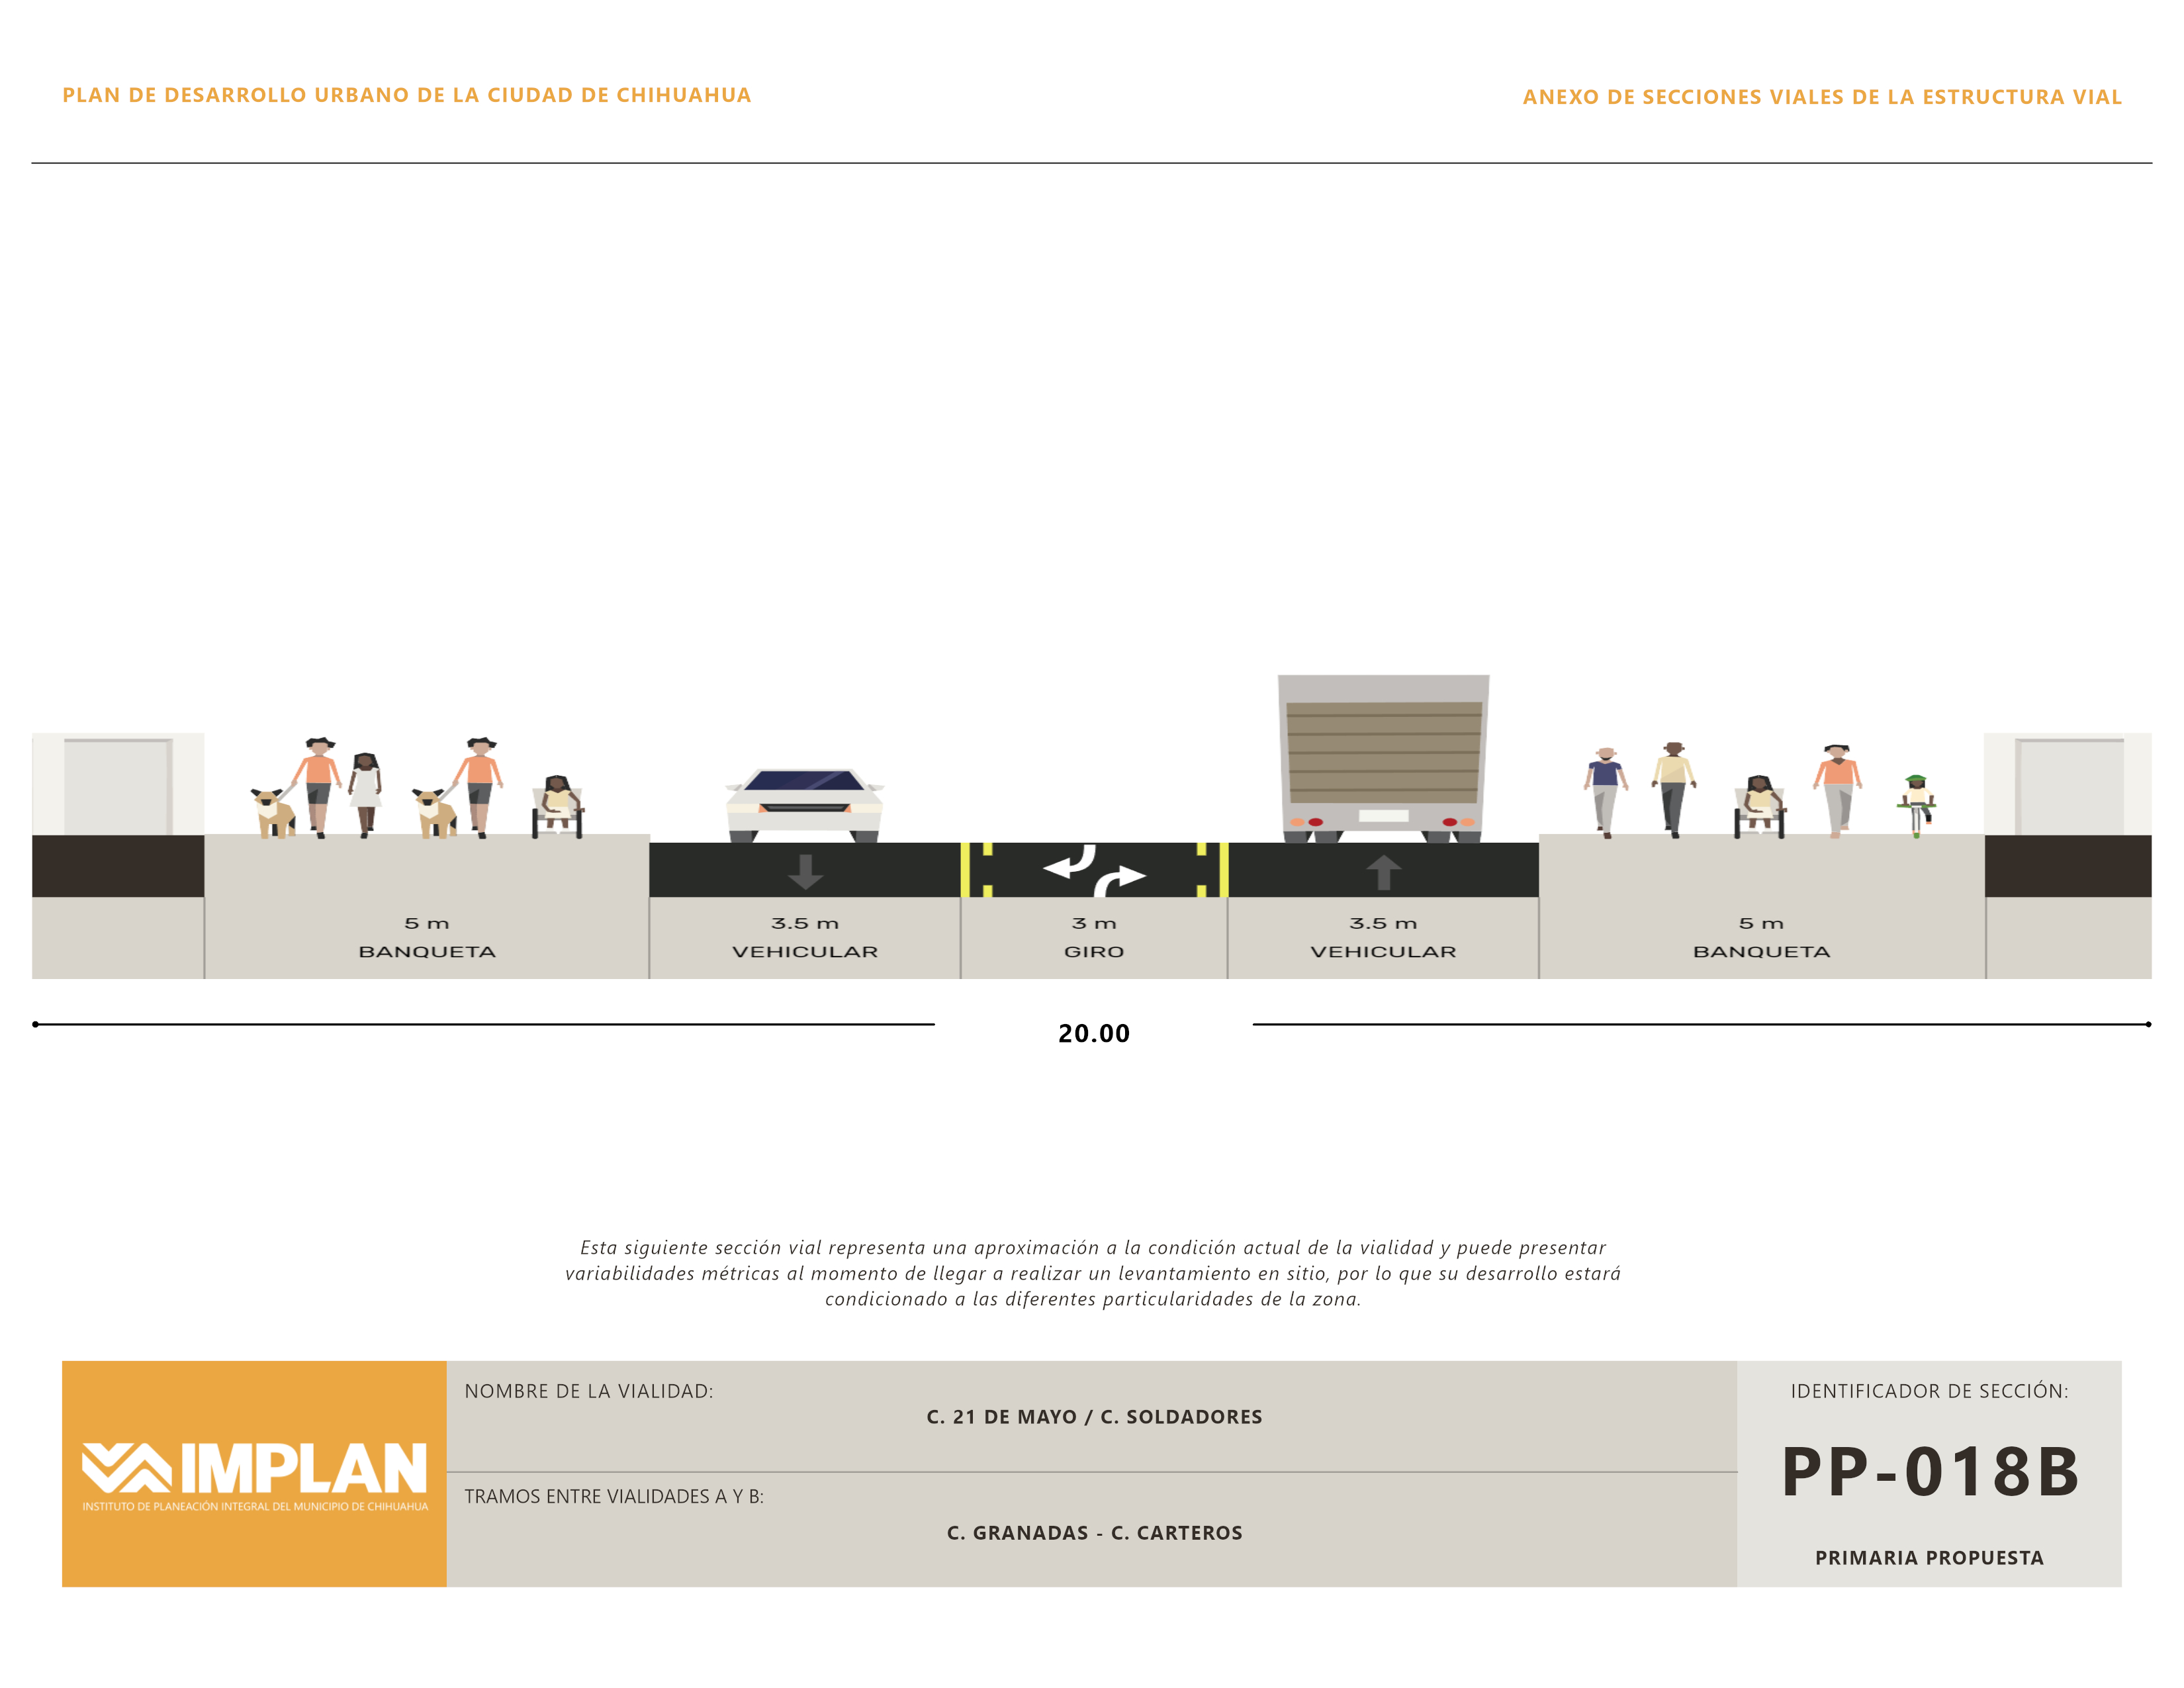 PLAN DE DESARROLLO URBANO DE LA CIUDAD DE CHIHUAHUA
ANEXO DE SECCIONES VIALES DE LA ESTRUCTURA VIAL
5 m
BANQUETA
3.5 m
VEHICULAR
3 m
GIRO
3.5 m
VEHICULAR
5 m
BANQUETA
20.00
Esta siguiente sección vial representa una aproximación a la condición actual de la vialidad y puede presentar
variabilidades métricas al momento de llegar a realizar un levantamiento en sitio, por lo que su desarrollo estará
condicionado a las diferentes particularidades de la zona.
IMPLAN
INSTITUTO DE PLANEACIÓN INTEGRAL DEL MUNICIPIO DE CHIHUAHUA
NOMBRE DE LA VIALIDAD:
C. 21 DE MAYO / C. SOLDADORES
TRAMOS ENTRE VIALIDADES A Y B:
C. GRANADAS - C. CARTEROS
IDENTIFICADOR DE SECCIÓN:
PP-018B
PRIMARIA PROPUESTA